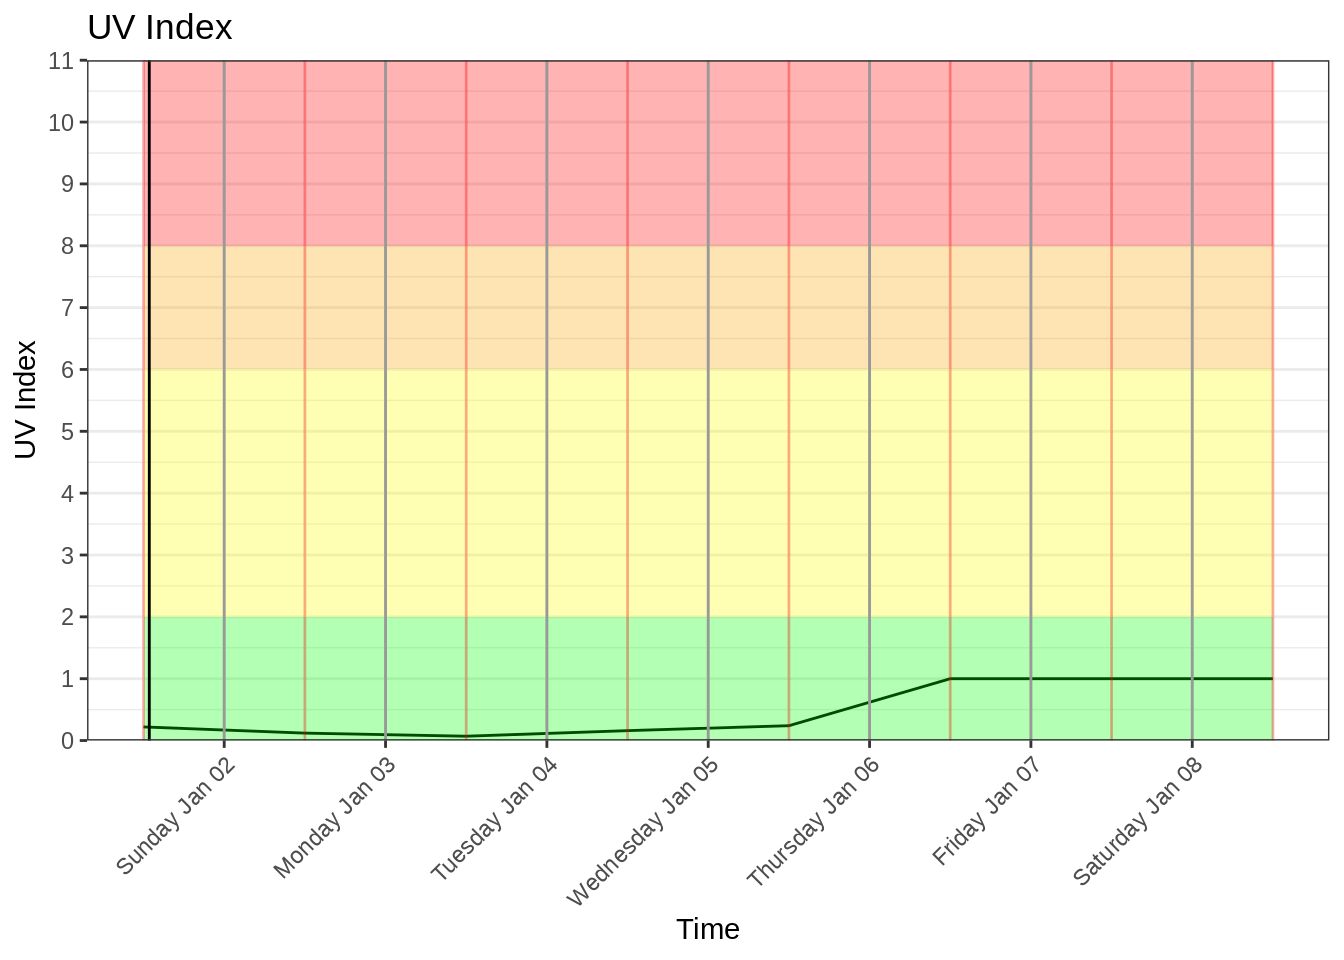 UV Index
11
10
9
8
7
6
5
4
3
2
1
0
UV Index
Sunday Jan 02
Monday Jan 03
Tuesday Jan 04
Wednesday Jan 05
Thursday Jan 06
Friday Jan 07
Saturday Jan 08
Time